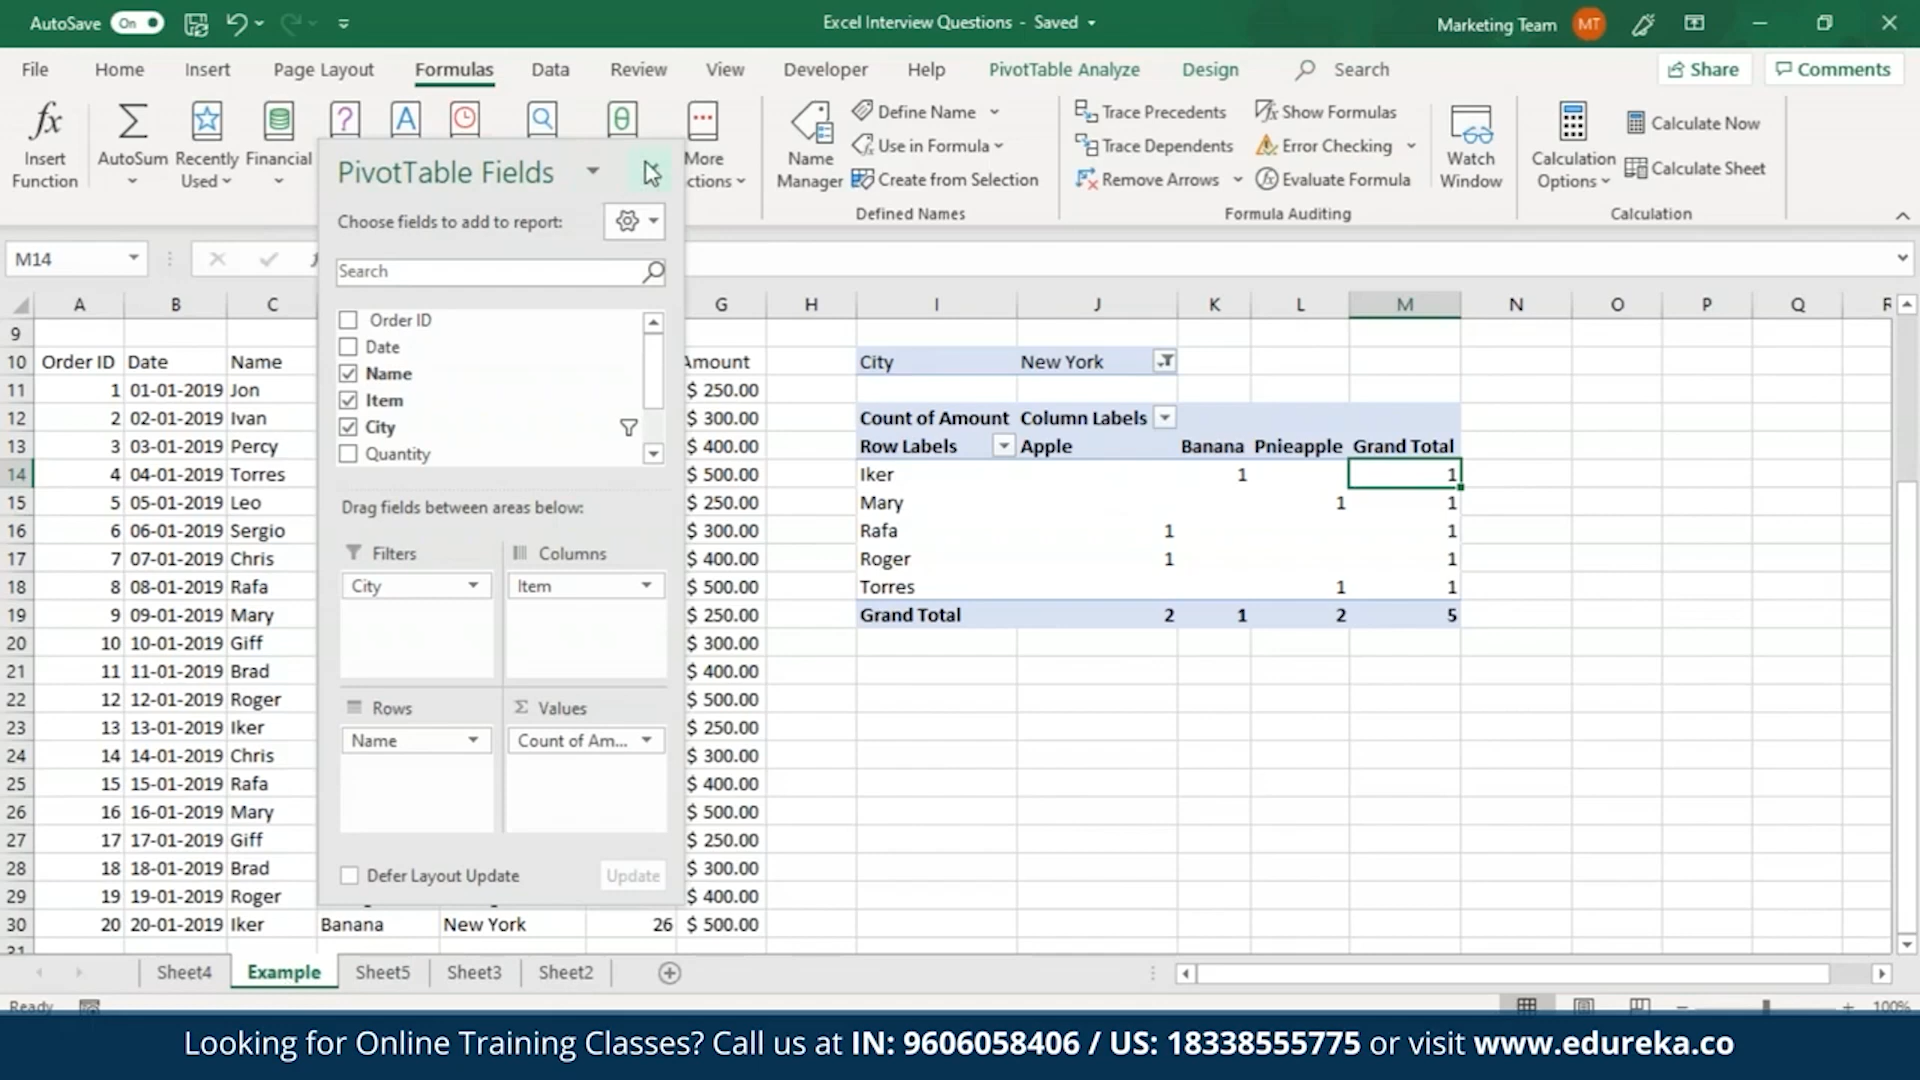 AutoSave On
Excel Interview Questions - Saved
Marketing Team MT
File Home Insert Page Layout Formulas Data Review View Developer Help PivotTable Analyze Design Search Share Comments
fx Insert Function
AutoSum
Recently Used
Financial
More
ctions
Name Manager
Define Name
Use in Formula
Create from Selection
Defined Names
Trace Precedents
Trace Dependents
Remove Arrows
Show Formulas
Error Checking
Evaluate Formula
Formula Auditing
Watch Window
Calculation Options
Calculate Now
Calculate Sheet
Calculation
M14
PivotTable Fields
Choose fields to add to report:
Search
Order ID
Date
Name
Item
City
Quantity
Drag fields between areas below:
Filters Columns
City Item
Rows Σ Values
Name Count of Am...
Defer Layout Update Update
A B C G H I J K L M N O P Q R
9
10 Order ID Date Name Amount City New York
11 1 01-01-2019 Jon $ 250.00
12 2 02-01-2019 Ivan $ 300.00 Count of Amount Column Labels
13 3 03-01-2019 Percy $ 400.00 Row Labels Apple Banana Pnieapple Grand Total
14 4 04-01-2019 Torres $ 500.00 Iker 1 1
15 5 05-01-2019 Leo $ 250.00 Mary 1 1
16 6 06-01-2019 Sergio $ 300.00 Rafa 1 1
17 7 07-01-2019 Chris $ 400.00 Roger 1 1
18 8 08-01-2019 Rafa $ 500.00 Torres 1 1
19 9 09-01-2019 Mary $ 250.00 Grand Total 2 1 2 5
20 10 10-01-2019 Giff $ 300.00
21 11 11-01-2019 Brad $ 400.00
22 12 12-01-2019 Roger $ 500.00
23 13 13-01-2019 Iker $ 250.00
24 14 14-01-2019 Chris $ 300.00
25 15 15-01-2019 Rafa $ 400.00
26 16 16-01-2019 Mary $ 500.00
27 17 17-01-2019 Giff $ 250.00
28 18 18-01-2019 Brad $ 300.00
29 19 19-01-2019 Roger $ 400.00
30 20 20-01-2019 Iker Banana New York 26 $ 500.00
31
Sheet4 Example Sheet5 Sheet3 Sheet2
Ready 100%
Looking for Online Training Classes? Call us at IN: 9606058406 / US: 18338555775 or visit www.edureka.co